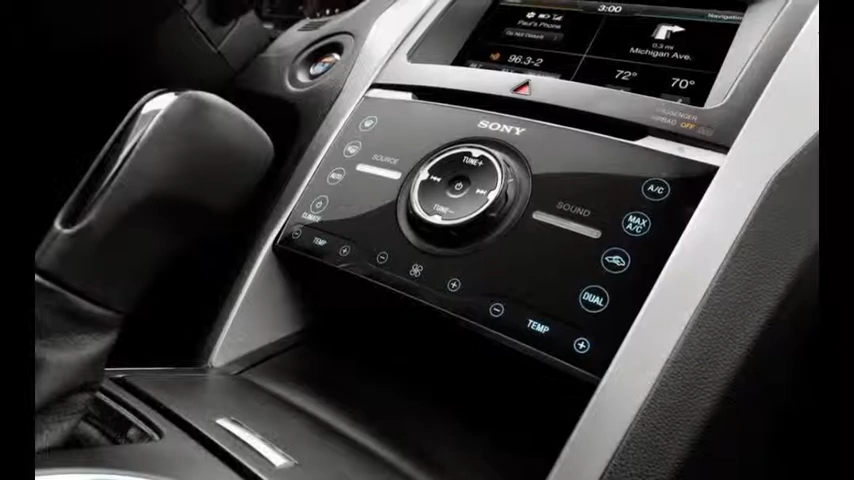 3:00
Navigation
Paul's Phone
Do Not Disturb
0.3 mi
Michigan Ave.
96.3-2
72°
70°
PASSENGER
AIRBAG OFF
SONY
SOURCE
TUNE+
TUNE−
SOUND
A/C
MAX
A/C
AUTO
CLIMATE
DUAL
TEMP
TEMP